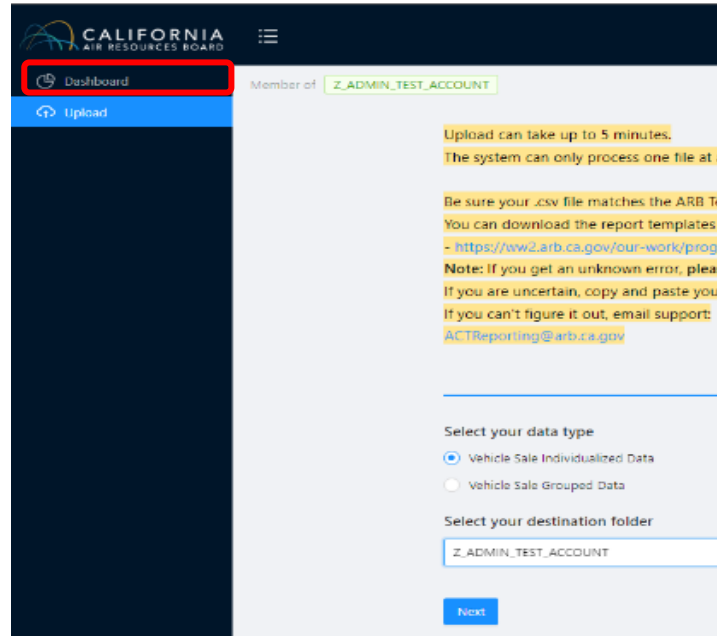 CALIFORNIA
AIR RESOURCES BOARD
Dashboard
Upload
Member of Z_ADMIN_TEST_ACCOUNT
Upload can take up to 5 minutes.
The system can only process one file at
Be sure your .csv file matches the ARB
You can download the report templates
- https://ww2.arb.ca.gov/our-work/prog
Note: If you get an unknown error, plea
If you are uncertain, copy and paste you
If you can't figure it out, email support:
ACTReporting@arb.ca.gov
Select your data type
Vehicle Sale Individualized Data
Vehicle Sale Grouped Data
Select your destination folder
Z_ADMIN_TEST_ACCOUNT
Next